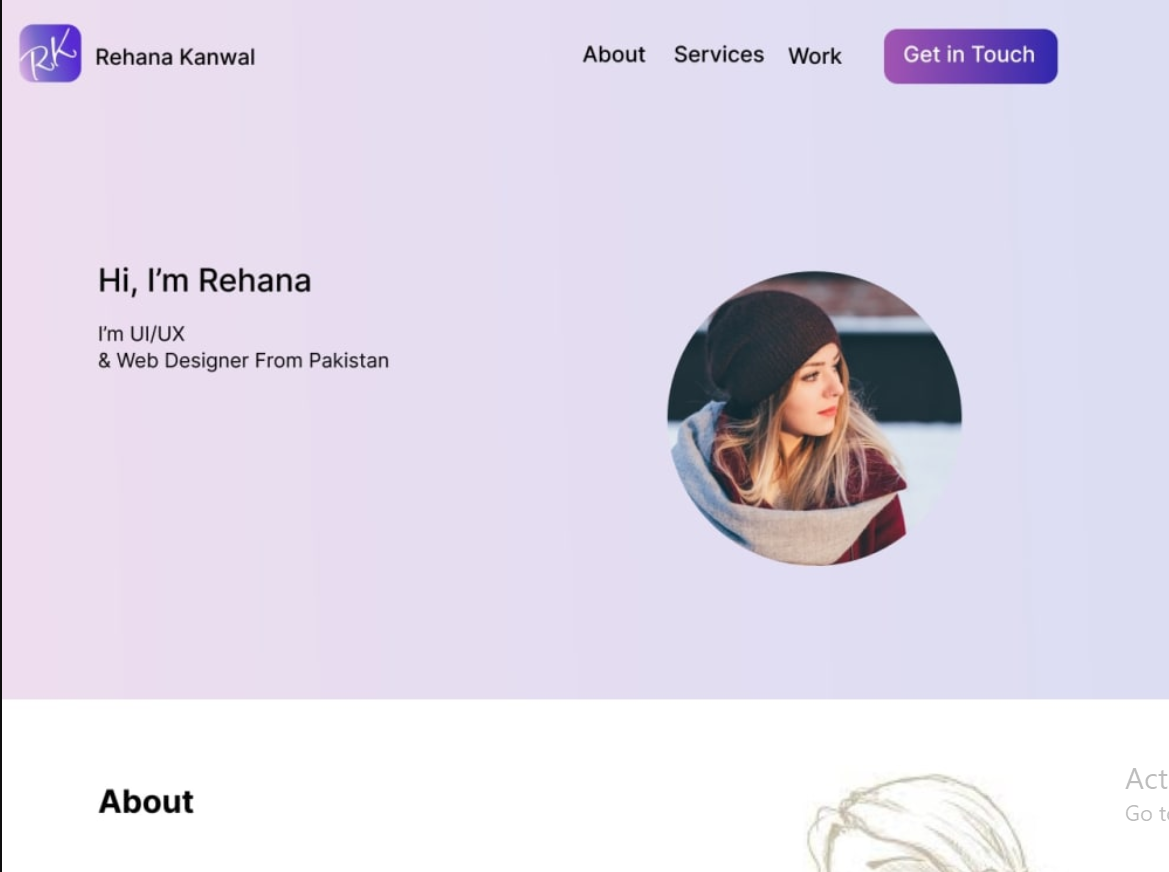 RK
Rehana Kanwal
About
Services
Work
Get in Touch
Hi, I’m Rehana
I’m UI/UX
& Web Designer From Pakistan
About
Go